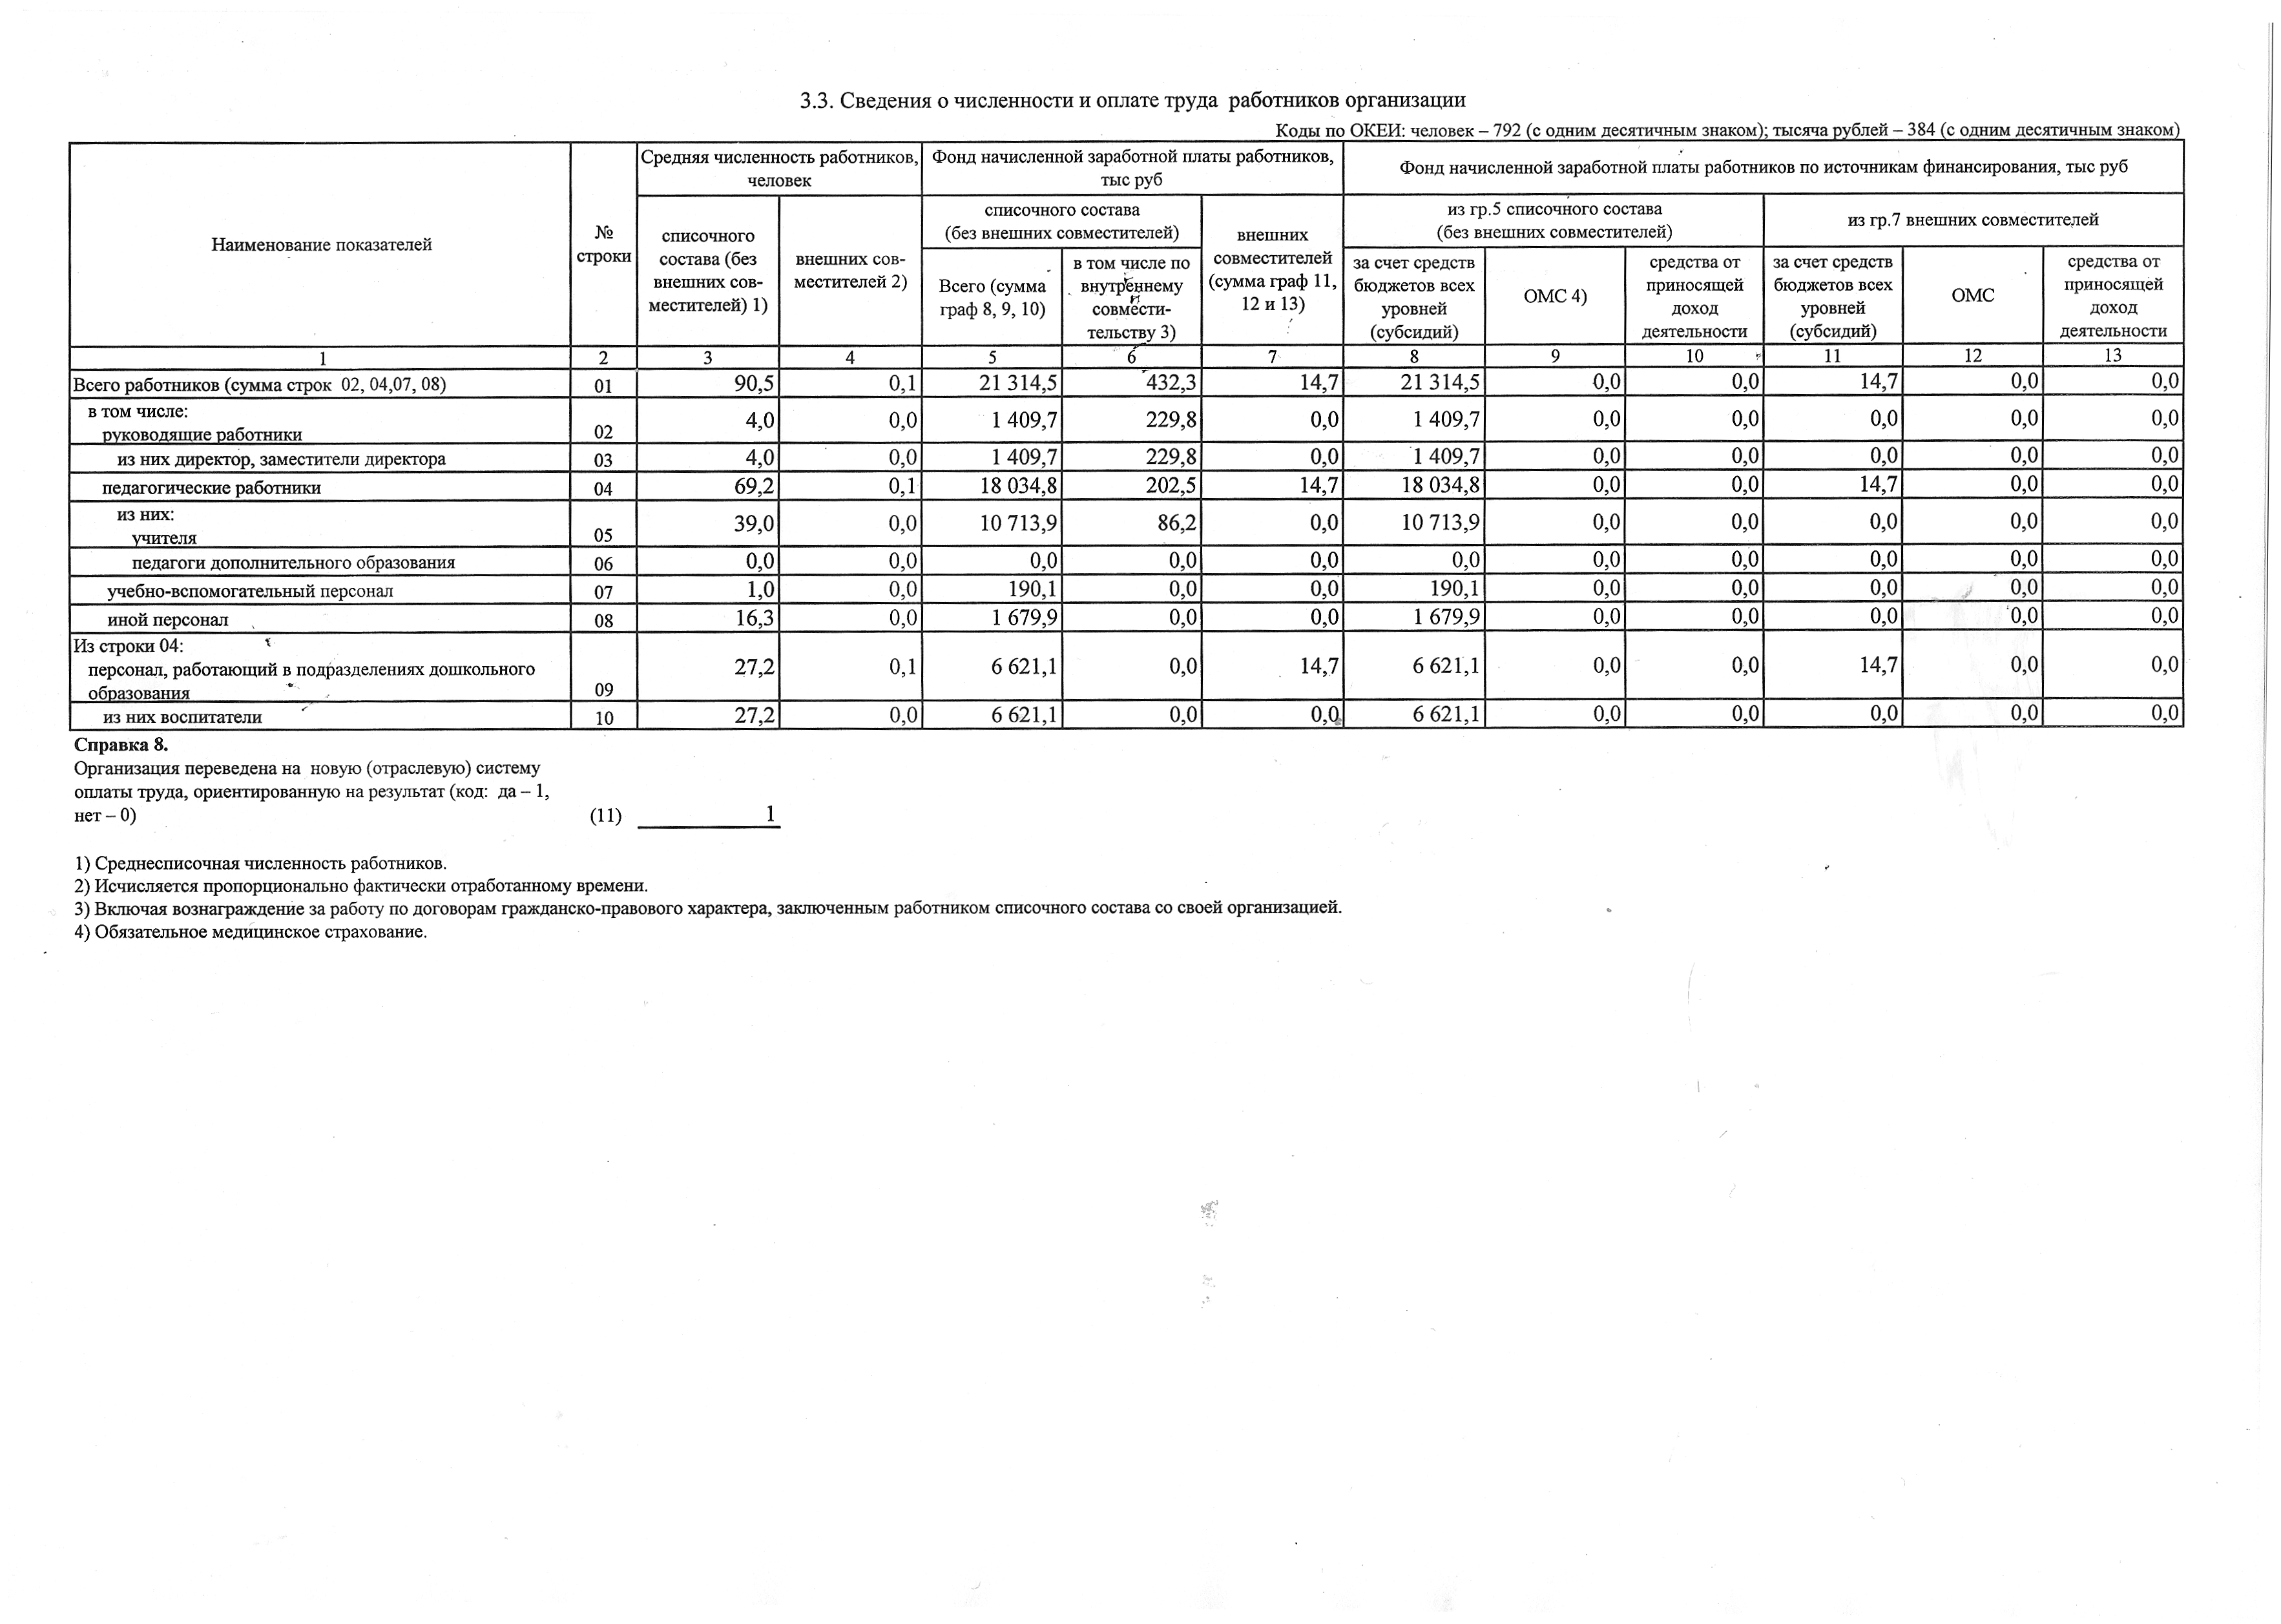 3.3. Сведения о численности и оплате труда работников организации
Коды по ОКЕИ: человек – 792 (с одним десятичным знаком); тысяча рублей – 384 (с одним десятичным знаком)
Наименование показателей
№
строки
Средняя численность работников,
человек
Фонд начисленной заработной платы работников,
тыс руб
Фонд начисленной заработной платы работников по источникам финансирования, тыс руб
списочного
состава (без
внешних сов-
местителей) 1)
внешних сов-
местителей 2)
списочного состава
(без внешних совместителей)
внешних
совместителей
(сумма граф 11,
12 и 13)
из гр.5 списочного состава
(без внешних совместителей)
из гр.7 внешних совместителей
Всего (сумма
граф 8, 9, 10)
в том числе по
внутреннему
совмести-
тельству 3)
за счет средств
бюджетов всех
уровней
(субсидий)
ОМС 4)
средства от
приносящей
доход
деятельности
за счет средств
бюджетов всех
уровней
(субсидий)
ОМС
средства от
приносящей
доход
деятельности
1 2 3 4 5 6 7 8 9 10 11 12 13
Всего работников (сумма строк 02, 04,07, 08) 01 90,5 0,1 21 314,5 432,3 14,7 21 314,5 0,0 0,0 14,7 0,0 0,0
в том числе:
руководящие работники 02 4,0 0,0 1 409,7 229,8 0,0 1 409,7 0,0 0,0 0,0 0,0 0,0
из них директор, заместители директора 03 4,0 0,0 1 409,7 229,8 0,0 1 409,7 0,0 0,0 0,0 0,0 0,0
педагогические работники 04 69,2 0,1 18 034,8 202,5 14,7 18 034,8 0,0 0,0 14,7 0,0 0,0
из них:
учителя 05 39,0 0,0 10 713,9 86,2 0,0 10 713,9 0,0 0,0 0,0 0,0 0,0
педагоги дополнительного образования 06 0,0 0,0 0,0 0,0 0,0 0,0 0,0 0,0 0,0 0,0 0,0
учебно-вспомогательный персонал 07 1,0 0,0 190,1 0,0 0,0 190,1 0,0 0,0 0,0 0,0 0,0
иной персонал 08 16,3 0,0 1 679,9 0,0 0,0 1 679,9 0,0 0,0 0,0 0,0 0,0
Из строки 04:
персонал, работающий в подразделениях дошкольного
образования 09 27,2 0,1 6 621,1 0,0 14,7 6 621,1 0,0 0,0 14,7 0,0 0,0
из них воспитатели 10 27,2 0,0 6 621,1 0,0 0,0 6 621,1 0,0 0,0 0,0 0,0 0,0
Справка 8.
Организация переведена на новую (отраслевую) систему
оплаты труда, ориентированную на результат (код: да – 1,
нет – 0) (11) 1
1) Среднесписочная численность работников.
2) Исчисляется пропорционально фактически отработанному времени.
3) Включая вознаграждение за работу по договорам гражданско-правового характера, заключенным работником списочного состава со своей организацией.
4) Обязательное медицинское страхование.